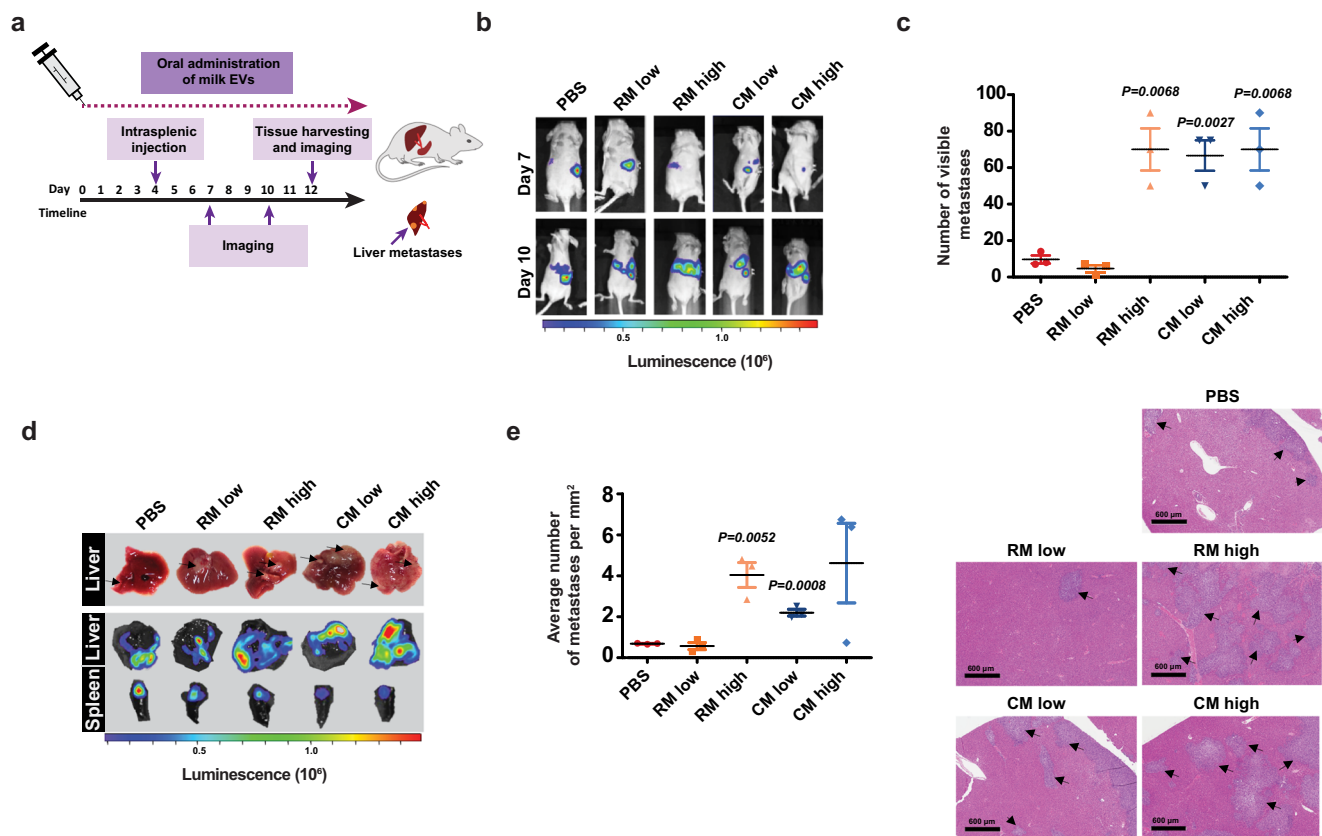 a
Oral administration
of milk EVs
Intrasplenic
injection
Tissue harvesting
and imaging
Day 0 1 2 3 4 5 6 7 8 9 10 11 12
Timeline
Imaging
Liver metastases
b
PBS
RM low
RM high
CM low
CM high
Day 7
Day 10
0.5 1.0
Luminescence (10⁶)
c
Number of visible
metastases
100
80
60
40
20
0
P=0.0068
P=0.0027
P=0.0068
PBS
RM low
RM high
CM low
CM high
d
PBS
RM low
RM high
CM low
CM high
Liver
Liver
Spleen
0.5 1.0
Luminescence (10⁶)
e
Average number
of metastases per mm²
8
6
4
2
0
P=0.0052
P=0.0008
PBS
RM low
RM high
CM low
CM high
PBS
600 µm
RM low
600 µm
RM high
600 µm
CM low
600 µm
CM high
600 µm